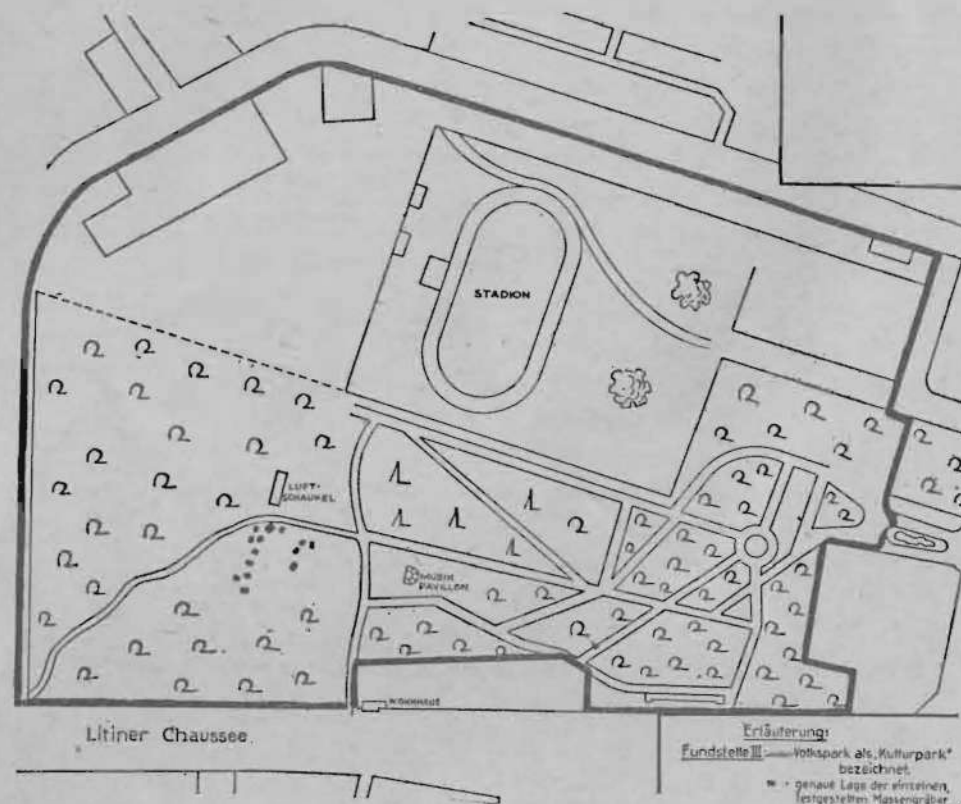 STADION
LUFT-
SCHAUKEL
MUSIK
PAVILLON
WOHNHAUS
Litiner Chaussee.
Erläuterung:
Fundstelle III Volkspark als „Kulturpark"
bezeichnet.
= genaue Lage der einzelnen,
festgestellten Massengräber